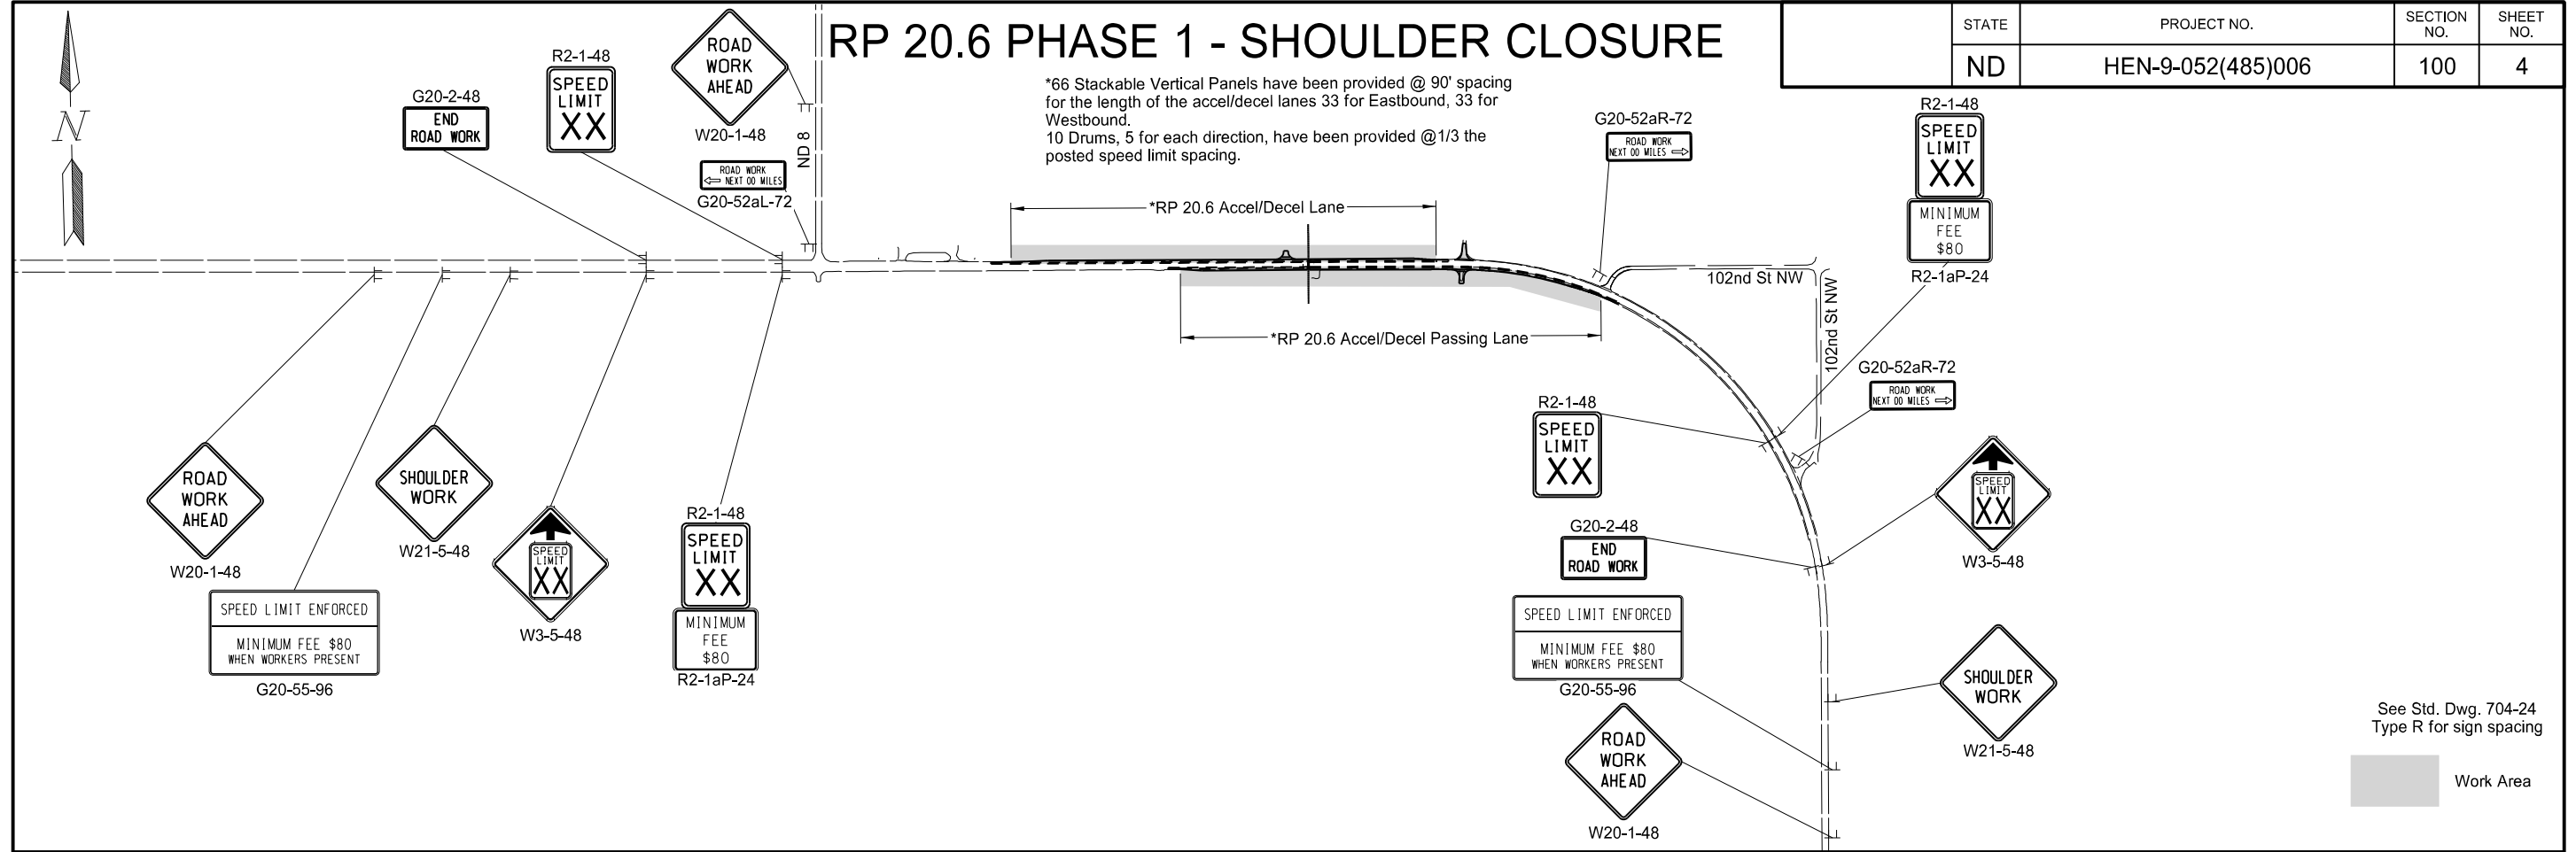 RP 20.6 PHASE 1 - SHOULDER CLOSURE
STATE
PROJECT NO.
SECTION
NO.
SHEET
NO.
ND
HEN-9-052(485)006
100
4
*66 Stackable Vertical Panels have been provided @ 90' spacing
for the length of the accel/decel lanes 33 for Eastbound, 33 for
Westbound.
10 Drums, 5 for each direction, have been provided @1/3 the
posted speed limit spacing.
N
G20-2-48
END
ROAD WORK
R2-1-48
SPEED
LIMIT
XX
ROAD
WORK
AHEAD
W20-1-48
ND 8
ROAD WORK
NEXT 00 MILES
G20-52aL-72
*RP 20.6 Accel/Decel Lane
*RP 20.6 Accel/Decel Passing Lane
G20-52aR-72
ROAD WORK
NEXT 00 MILES
R2-1-48
SPEED
LIMIT
XX
MINIMUM
FEE
$80
R2-1aP-24
102nd St NW
102nd St NW
G20-52aR-72
ROAD WORK
NEXT 00 MILES
R2-1-48
SPEED
LIMIT
XX
ROAD
WORK
AHEAD
W20-1-48
SPEED LIMIT ENFORCED
MINIMUM FEE $80
WHEN WORKERS PRESENT
G20-55-96
SHOULDER
WORK
W21-5-48
SPEED
LIMIT
XX
W3-5-48
R2-1-48
SPEED
LIMIT
XX
MINIMUM
FEE
$80
R2-1aP-24
SPEED
LIMIT
XX
W3-5-48
G20-2-48
END
ROAD WORK
SPEED LIMIT ENFORCED
MINIMUM FEE $80
WHEN WORKERS PRESENT
G20-55-96
SHOULDER
WORK
W21-5-48
ROAD
WORK
AHEAD
W20-1-48
See Std. Dwg. 704-24
Type R for sign spacing
Work Area